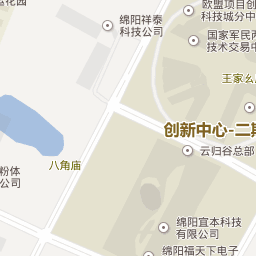 花园
绵阳祥泰
科技公司
欧盟项目创
科技城分中
国家军民两
技术交易中
王家幺
创新中心-二期
云归谷总部
八角庙
粉体
公司
绵阳宜本科技
有限公司
绵阳福天下电子